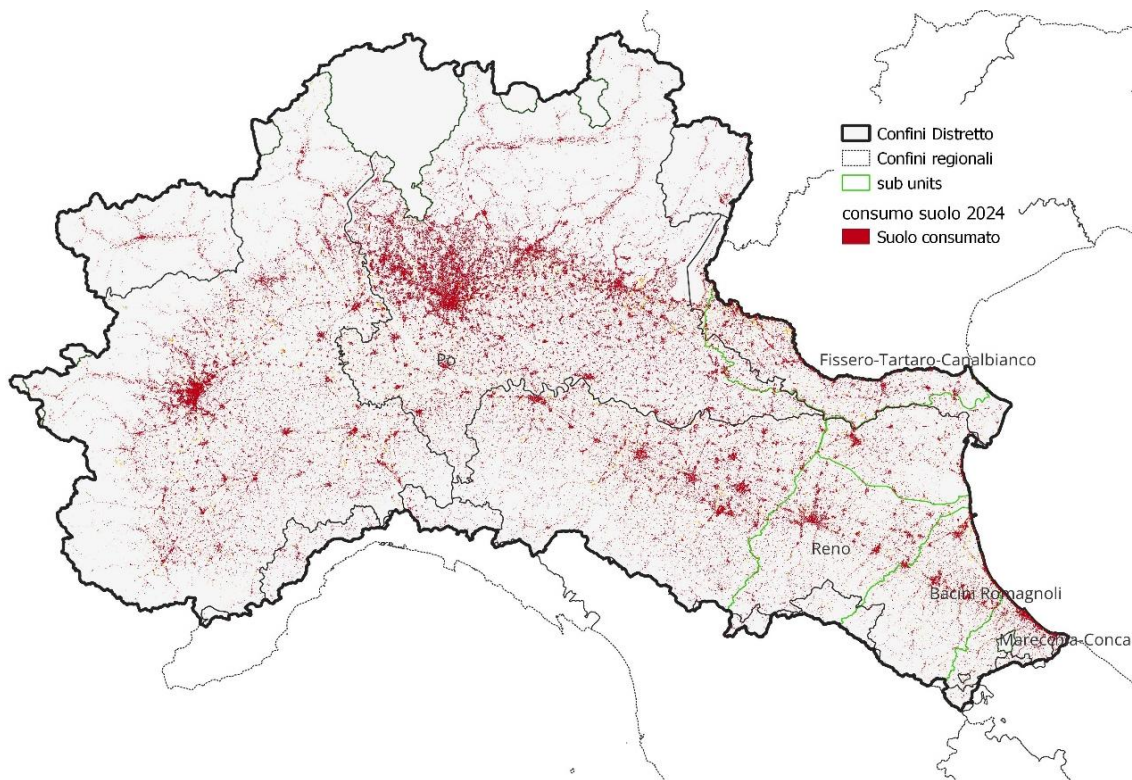 Confini Distretto
Confini regionali
sub units
consumo suolo 2024
Suolo consumato
Po
Fissero-Tartaro-Canalbianco
Reno
Bacini Romagnoli
Marecchia-Conca